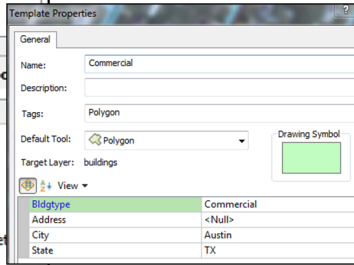 Template Properties
General
Name: Commercial
Description:
Tags: Polygon
Default Tool: Polygon Drawing Symbol
Target Layer: buildings
View
Bldgtype Commercial
Address <Null>
City Austin
State TX